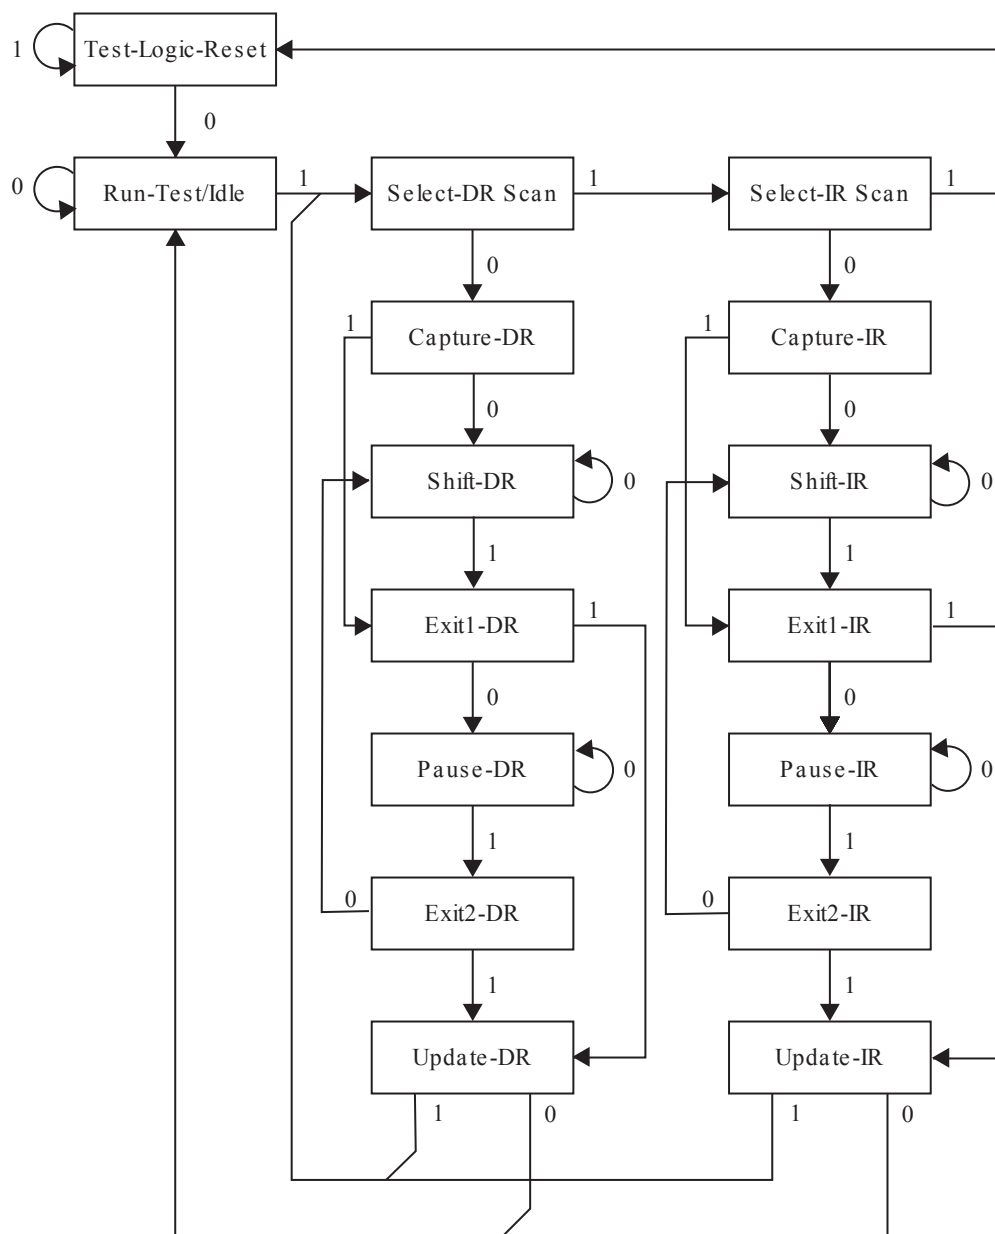 1 Test-Logic-Reset
0
0 Run-Test/Idle 1 Select-DR Scan 1 Select-IR Scan 1
0 0
1 Capture-DR 1 Capture-IR
0 0
Shift-DR 0 Shift-IR 0
1 1
Exit1-DR 1 Exit1-IR 1
0 0
Pause-DR 0 Pause-IR 0
1 1
0 Exit2-DR 0 Exit2-IR
1 1
Update-DR Update-IR
1 0 1 0